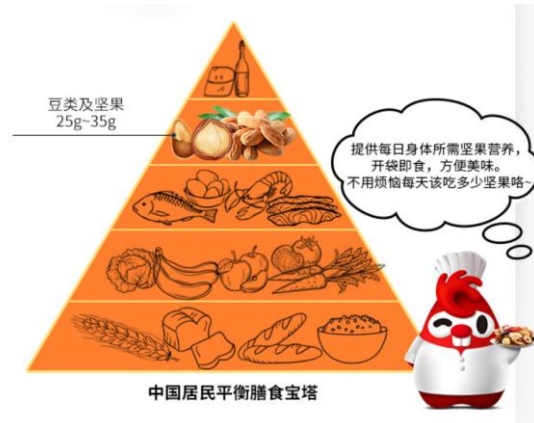 豆类及坚果
25g~35g
提供每日身体所需坚果营养，
开袋即食，方便美味。
不用烦恼每天该吃多少坚果咯~
中国居民平衡膳食宝塔